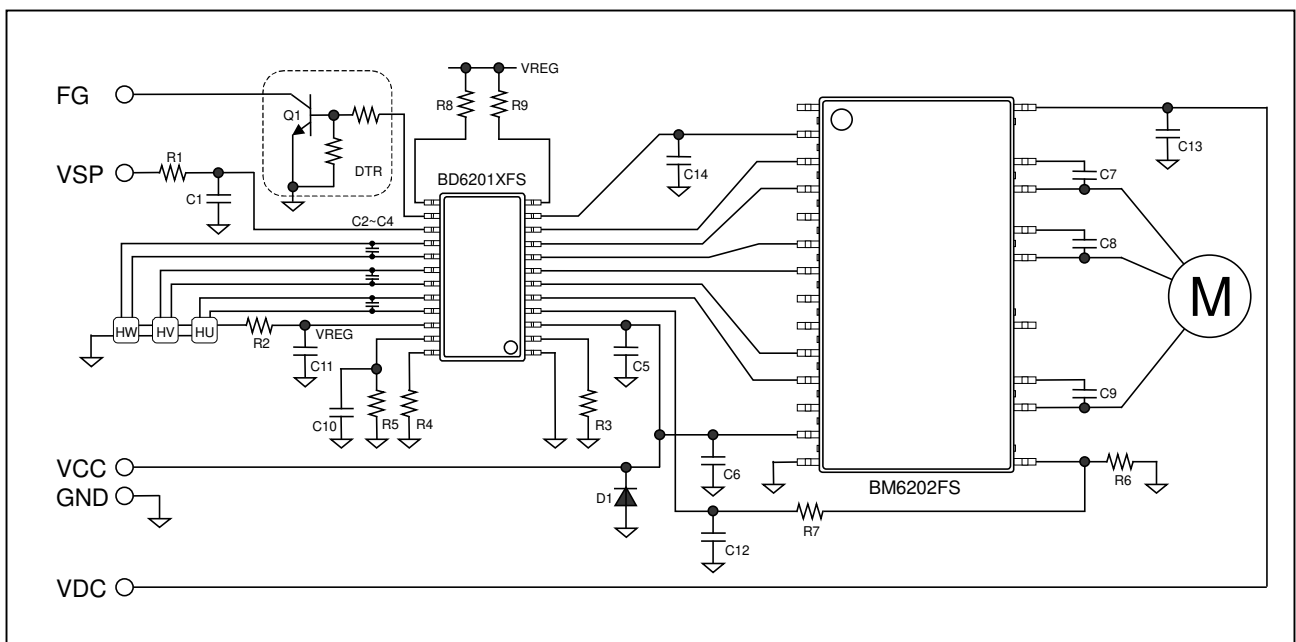 VREG
FG
Q1
R8
R9
DTR
VSP
R1
C1
BD6201XFS
C14
C13
C7
C2~C4
C8
M
HW
HV
HU
R2
VREG
C11
C5
C9
C10
R5
R4
R3
VCC
C6
R6
GND
D1
BM6202FS
R7
C12
VDC